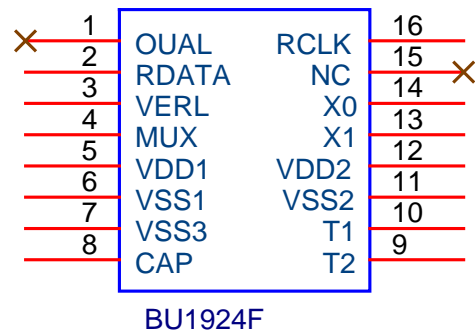 1 OUAL RCLK 16
2 RDATA NC 15
3 VERL X0 14
4 MUX X1 13
5 VDD1 VDD2 12
6 VSS1 VSS2 11
7 VSS3 T1 10
8 CAP T2 9
BU1924F